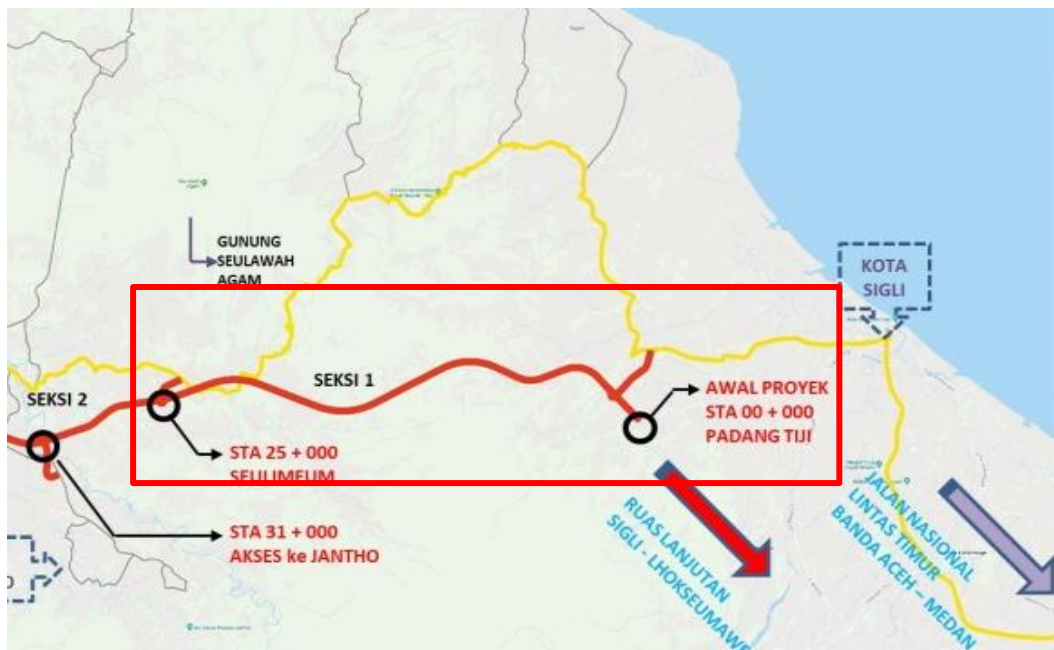 GUNUNG
SEULAWAH
AGAM
KOTA
SIGLI
SEKSI 1
SEKSI 2
AWAL PROYEK
STA 00 + 000
PADANG TIJI
STA 25 + 000
SEULIMEUM
STA 31 + 000
AKSES ke JANTHO
RUAS LANJUTAN
SIGLI - LHOKSEUMAWE
JALAN NASIONAL
LINTAS TIMUR
BANDA ACEH – MEDAN